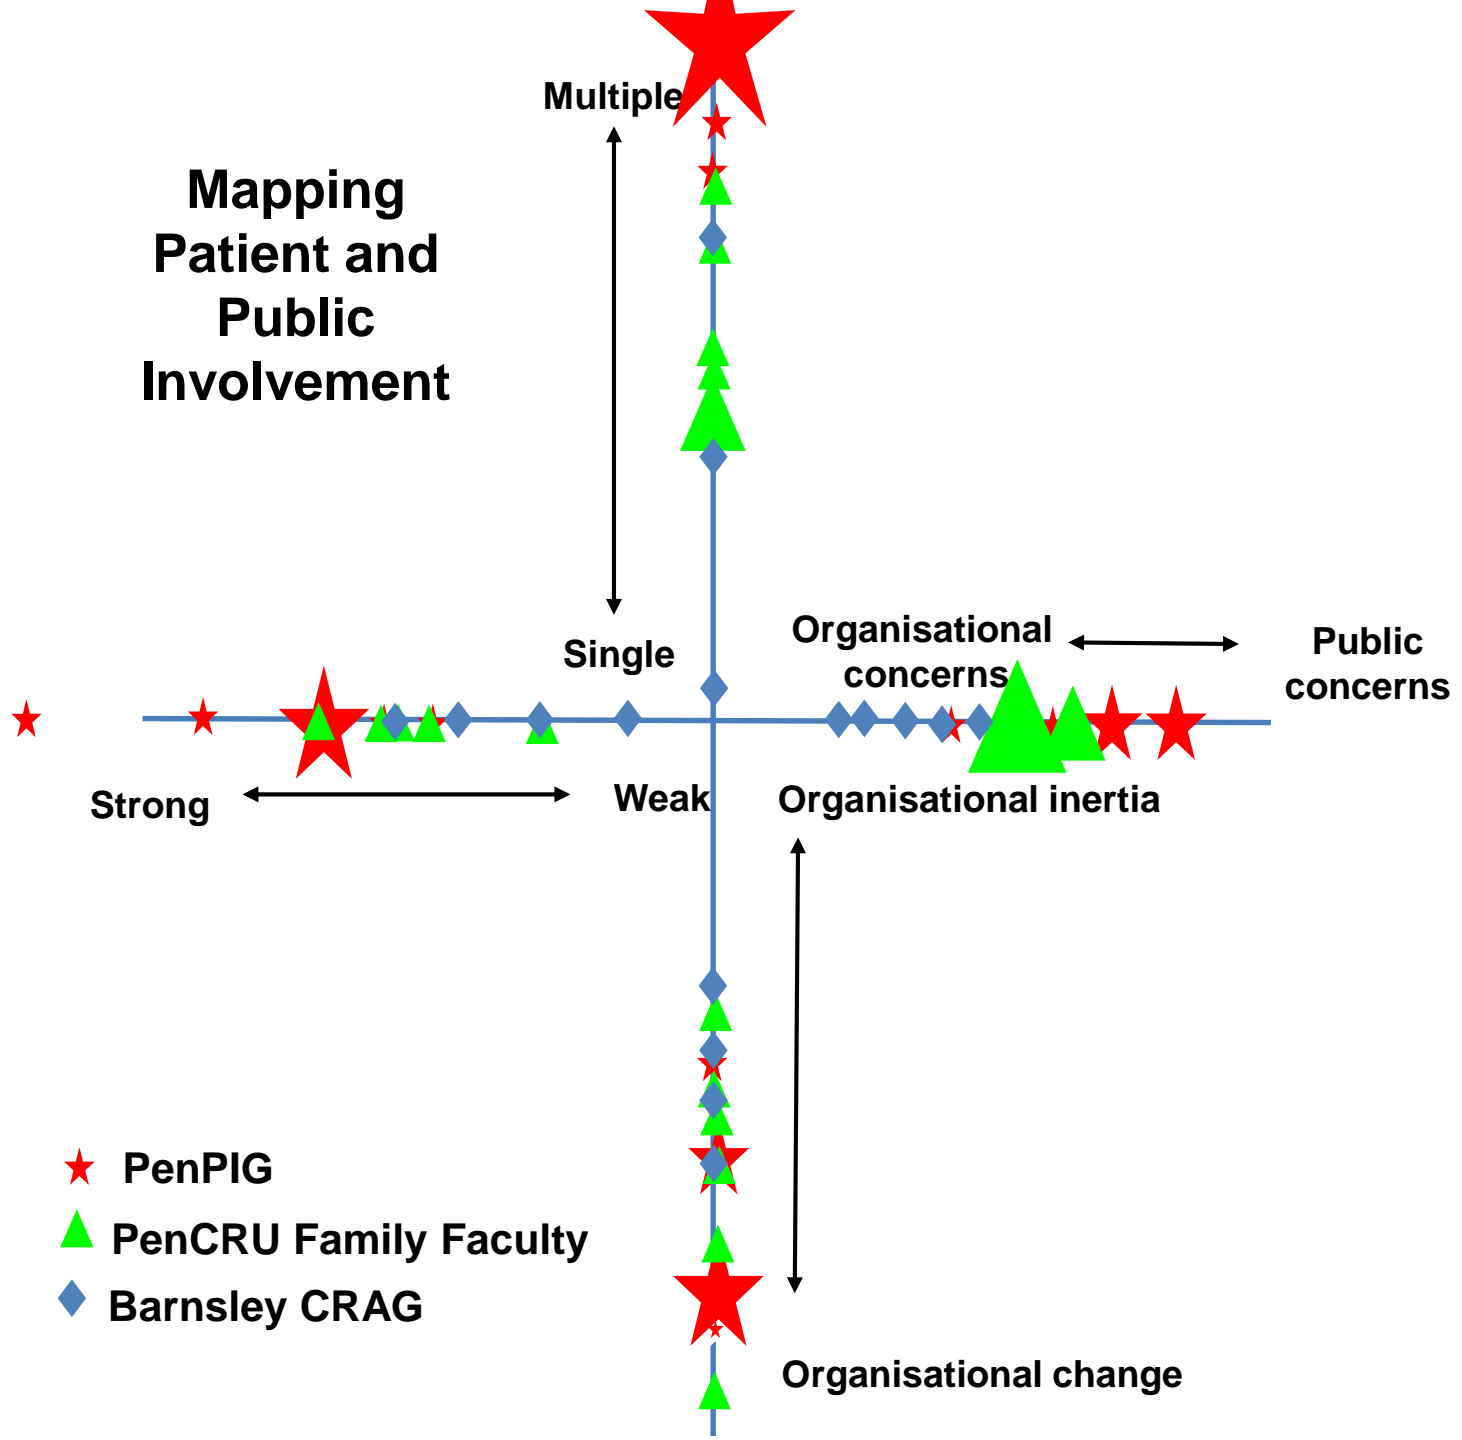 Multiple
Mapping
Patient and
Public
Involvement
Single
Organisational
concerns
Public
concerns
Strong
Weak
Organisational inertia
PenPIG
PenCRU Family Faculty
Barnsley CRAG
Organisational change